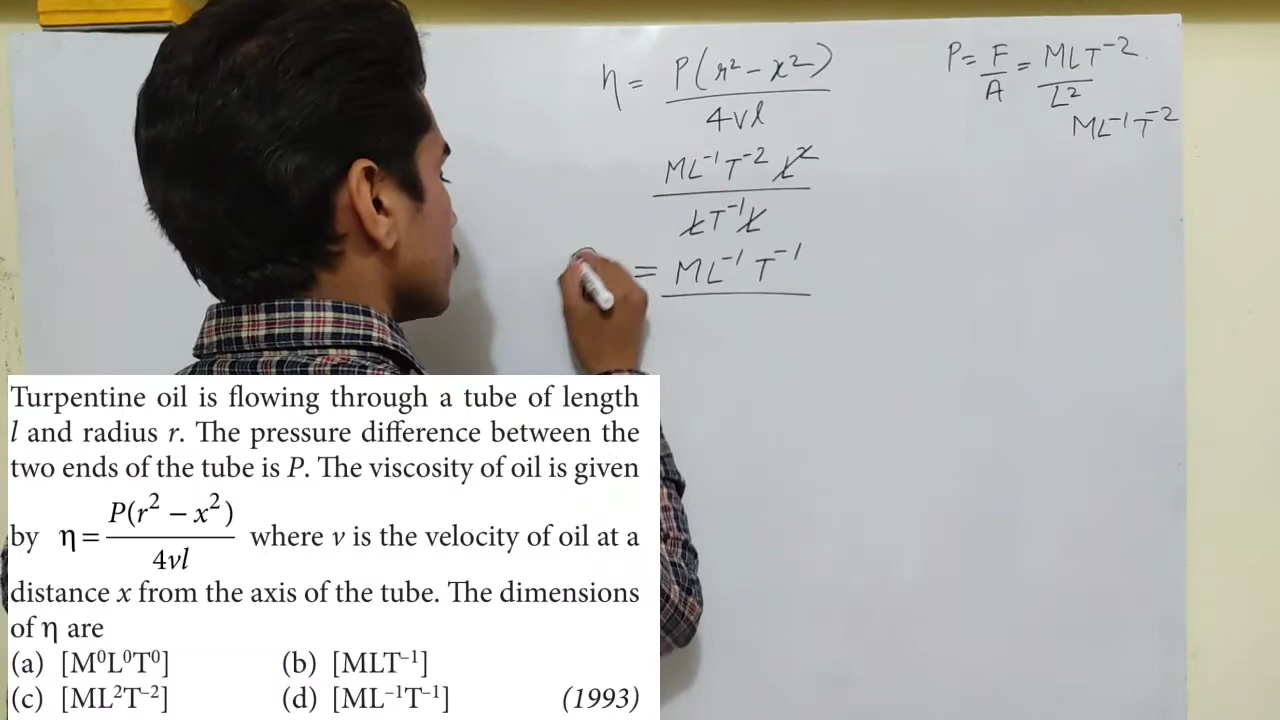 η = P(r² – x²) / 4vl
P = F/A = MLT⁻² / L²
ML⁻¹T⁻²
ML⁻¹T⁻² L² / LT⁻¹L
= ML⁻¹T⁻¹
Turpentine oil is flowing through a tube of length
l and radius r. The pressure difference between the
two ends of the tube is P. The viscosity of oil is given
by η = P(r² – x²) / 4vl where v is the velocity of oil at a
distance x from the axis of the tube. The dimensions
of η are
(a) [M⁰L⁰T⁰] (b) [MLT⁻¹]
(c) [ML²T⁻²] (d) [ML⁻¹T⁻¹] (1993)